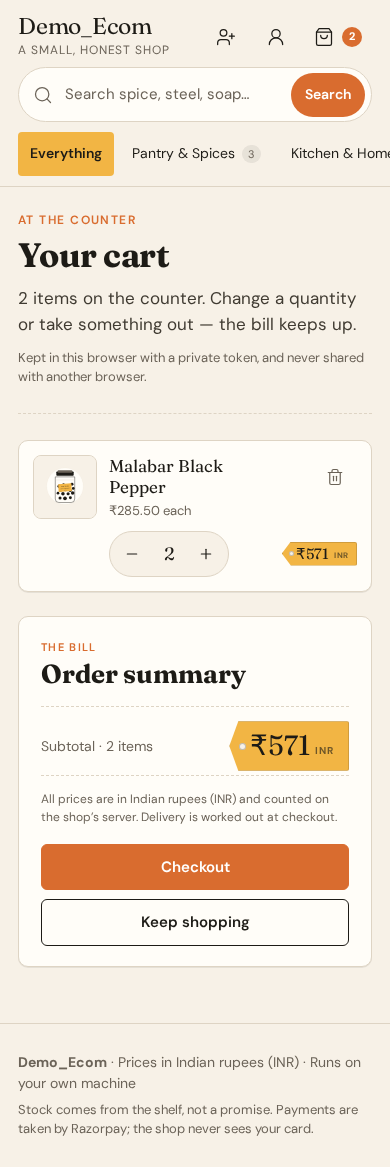 Demo_Ecom
A SMALL, HONEST SHOP
2
Search spice, steel, soap…
Search
Everything
Pantry & Spices 3
Kitchen & Home
AT THE COUNTER
Your cart
2 items on the counter. Change a quantity
or take something out — the bill keeps up.
Kept in this browser with a private token, and never shared
with another browser.
Malabar Black
Pepper
₹285.50 each
− 2 +
₹571 INR
THE BILL
Order summary
Subtotal · 2 items
₹571 INR
All prices are in Indian rupees (INR) and counted on
the shop’s server. Delivery is worked out at checkout.
Checkout
Keep shopping
Demo_Ecom · Prices in Indian rupees (INR) · Runs on
your own machine
Stock comes from the shelf, not a promise. Payments are
taken by Razorpay; the shop never sees your card.